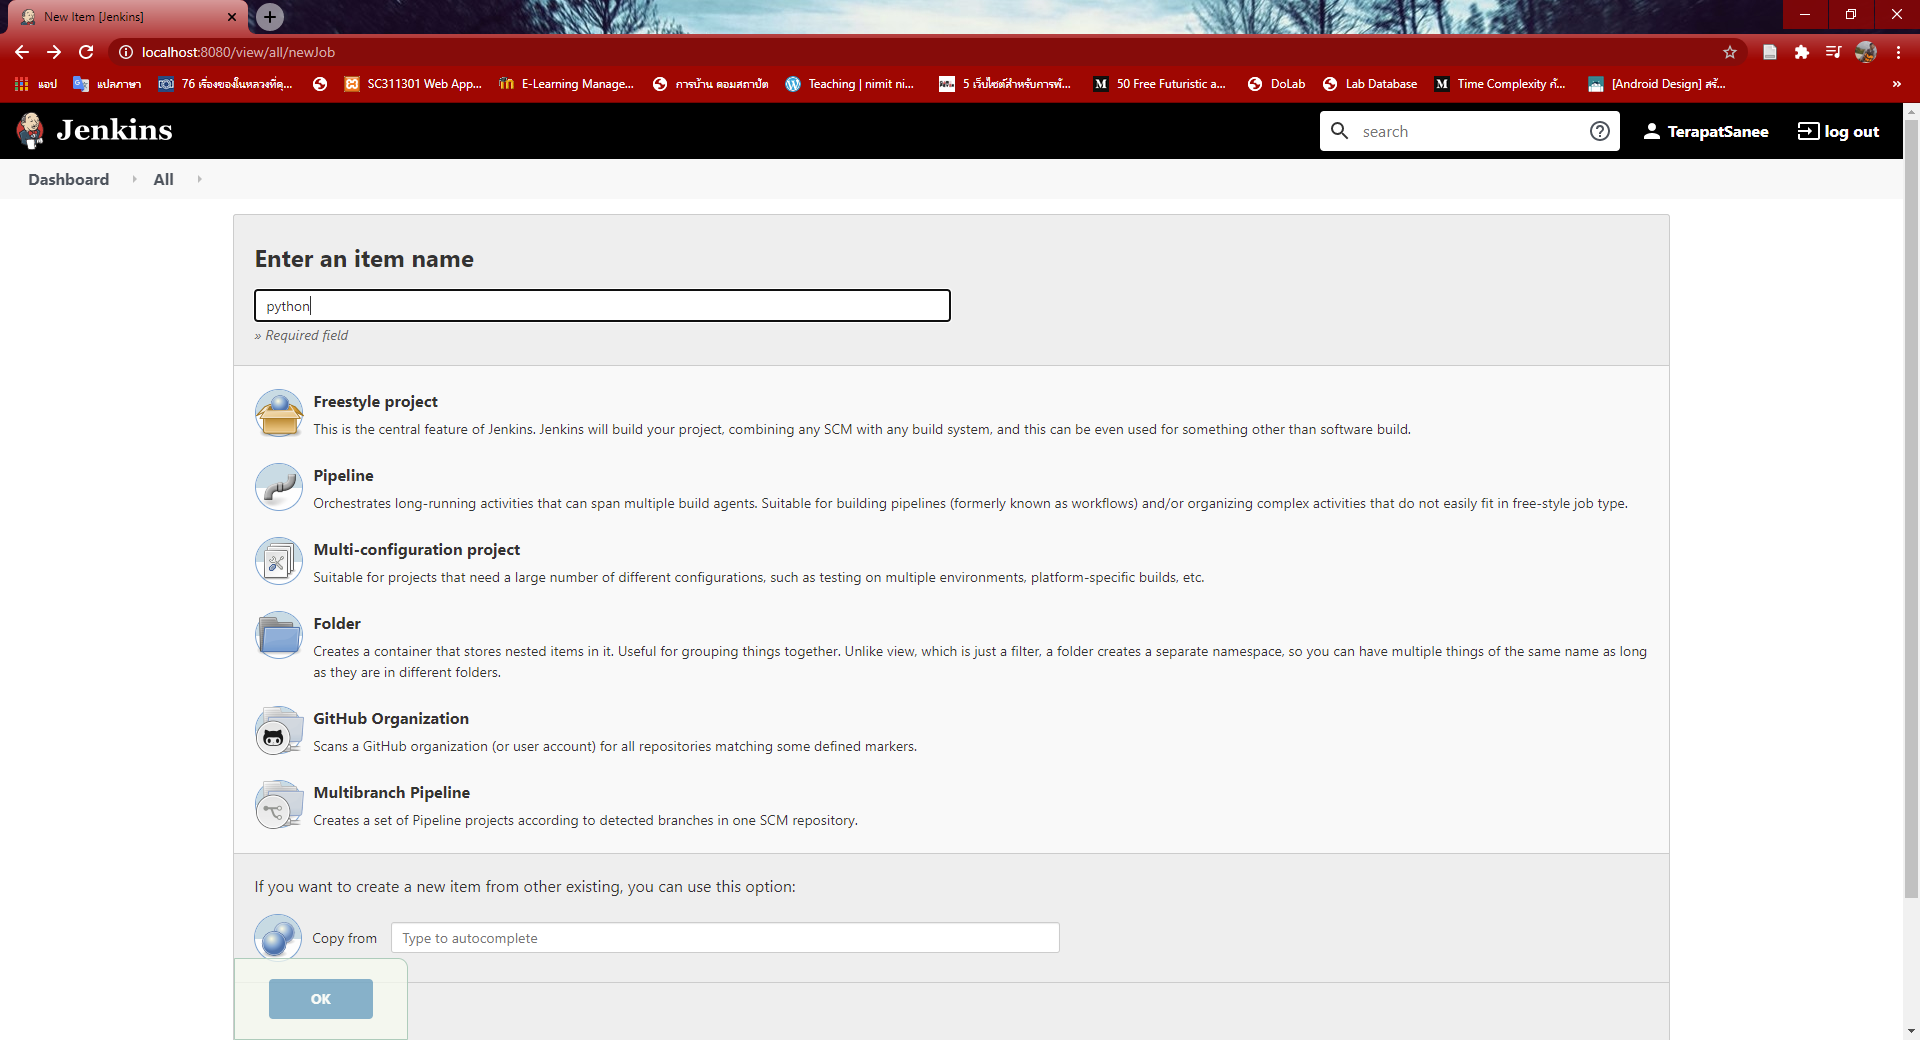 New Item [Jenkins]
localhost:8080/view/all/newJob
แอป
แปลภาษา
76 เรื่องของในหลวงที่คุ...
SC311301 Web App...
E-Learning Manage...
การบ้าน คอมสถาปัต
Teaching | nimit ni...
5 เว็บไซต์สำหรับการพั...
50 Free Futuristic a...
DoLab
Lab Database
Time Complexity ก้...
[Android Design] สร้...
»
Jenkins
search
TerapatSanee
log out
Dashboard
All
Enter an item name
python
» Required field
Freestyle project
This is the central feature of Jenkins. Jenkins will build your project, combining any SCM with any build system, and this can be even used for something other than software build.
Pipeline
Orchestrates long-running activities that can span multiple build agents. Suitable for building pipelines (formerly known as workflows) and/or organizing complex activities that do not easily fit in free-style job type.
Multi-configuration project
Suitable for projects that need a large number of different configurations, such as testing on multiple environments, platform-specific builds, etc.
Folder
Creates a container that stores nested items in it. Useful for grouping things together. Unlike view, which is just a filter, a folder creates a separate namespace, so you can have multiple things of the same name as long
as they are in different folders.
GitHub Organization
Scans a GitHub organization (or user account) for all repositories matching some defined markers.
Multibranch Pipeline
Creates a set of Pipeline projects according to detected branches in one SCM repository.
If you want to create a new item from other existing, you can use this option:
Copy from
Type to autocomplete
OK